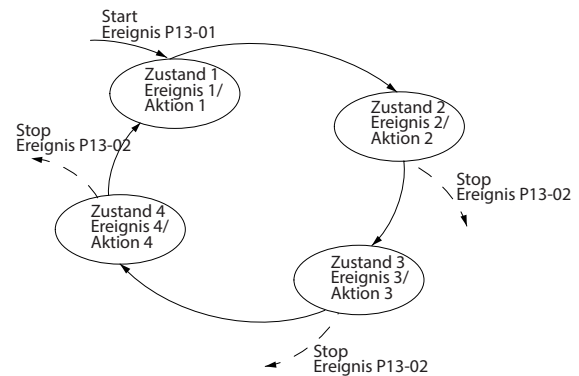 Start
Ereignis P13-01
Zustand 1
Ereignis 1/
Aktion 1
Zustand 2
Ereignis 2/
Aktion 2
Stop
Ereignis P13-02
Stop
Ereignis P13-02
Zustand 4
Ereignis 4/
Aktion 4
Zustand 3
Ereignis 3/
Aktion 3
Stop
Ereignis P13-02